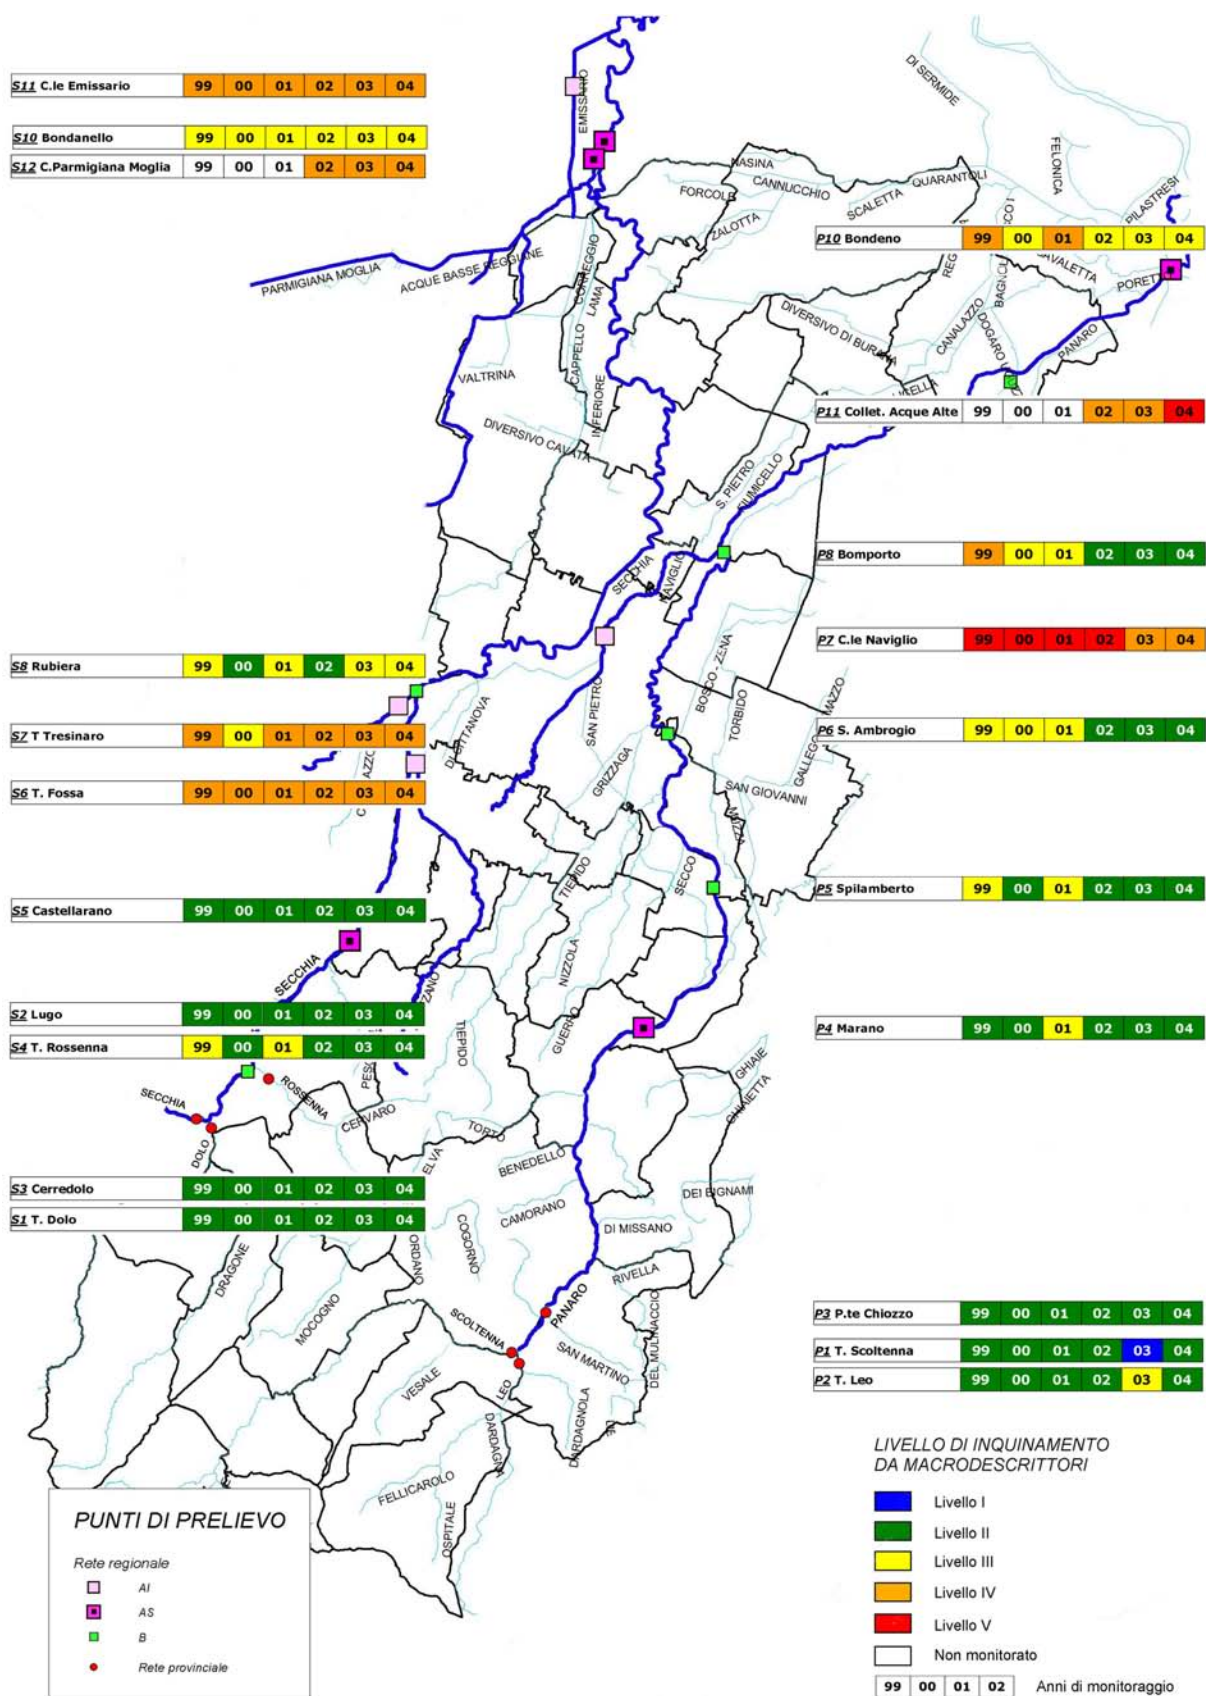 S11 C.le Emissario 99 00 01 02 03 04
S10 Bondanello 99 00 01 02 03 04
S12 C.Parmigiana Moglia 99 00 01 02 03 04
EMISSARIO
DI SERMIDE
FELONICA
PILASTRESI
NASINA
FORCOLE
CANNUCCHIO
SCALETTA
QUARANTOLI
ZALOTTA
P10 Bondeno 99 00 01 02 03 04
PARMIGIANA MOGLIA
ACQUE BASSE REGGIANE
CORREGGIO
LAMA
CAPPELLO
INFERIORE
VALTRINA
DIVERSIVO CAVATA
DIVERSIVO DI BURANA
CANALAZZO
PANARO
P11 Collet. Acque Alte 99 00 01 02 03 04
S. PIETRO
FIUMICELLO
P8 Bomporto 99 00 01 02 03 04
SECCHIA
NAVIGLIO
P7 C.le Naviglio 99 00 01 02 03 04
S8 Rubiera 99 00 01 02 03 04
BOSCO - ZENA
TORBIDO
SAN PIETRO
DI CITTANOVA
S7 T Tresinaro 99 00 01 02 03 04
P6 S. Ambrogio 99 00 01 02 03 04
GRIZZAGA
SAN GIOVANNI
S6 T. Fossa 99 00 01 02 03 04
MUZZA
TIEPIDO
SECCO
P5 Spilamberto 99 00 01 02 03 04
S5 Castellarano 99 00 01 02 03 04
SECCHIA
NIZZOLA
S2 Lugo 99 00 01 02 03 04
TIEPIDO
GUERRO
P4 Marano 99 00 01 02 03 04
S4 T. Rossenna 99 00 01 02 03 04
GHIAIE
GHIAIETTA
SECCHIA
ROSSENNA
CERVARO
TORTO
DOLO
BENEDELLO
S3 Cerredolo 99 00 01 02 03 04
DEI BIGNAMI
S1 T. Dolo 99 00 01 02 03 04
CAMORANO
DI MISSANO
COGORNO
DRAGONE
RIVELLA
MOCOGNO
PANARO
SCOLTENNA
SAN MARTINO
DEL MULINACCIO
P3 P.te Chiozzo 99 00 01 02 03 04
P1 T. Scoltenna 99 00 01 02 03 04
P2 T. Leo 99 00 01 02 03 04
VESALE
LEO
DARDAGNA
DARDAGNOLA
FELLICAROLO
OSPITALE
PUNTI DI PRELIEVO
Rete regionale
AI
AS
B
Rete provinciale
LIVELLO DI INQUINAMENTO
DA MACRODESCRITTORI
Livello I
Livello II
Livello III
Livello IV
Livello V
Non monitorato
99 00 01 02 Anni di monitoraggio